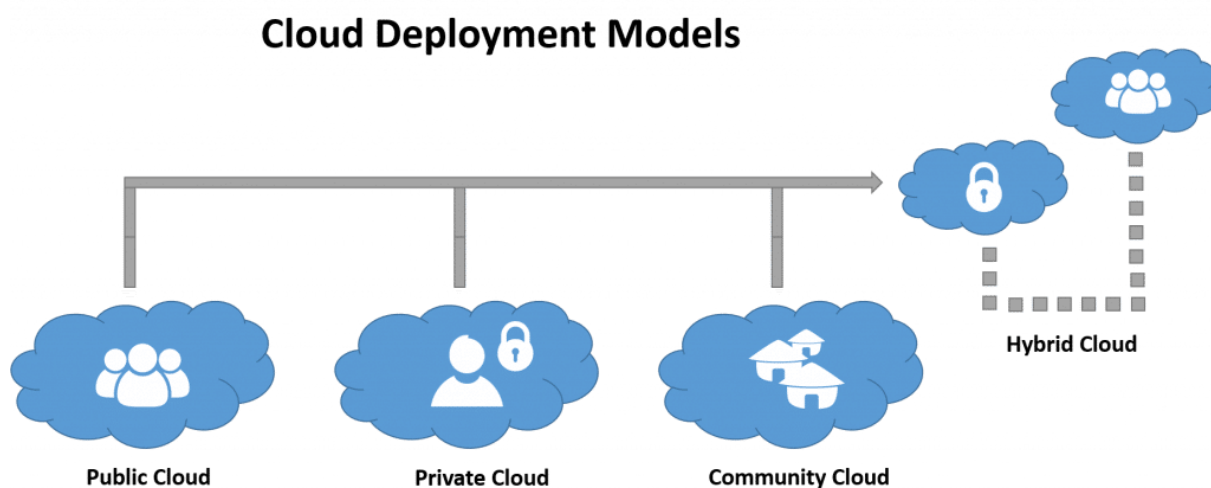 Cloud Deployment Models
Hybrid Cloud
Public Cloud
Private Cloud
Community Cloud